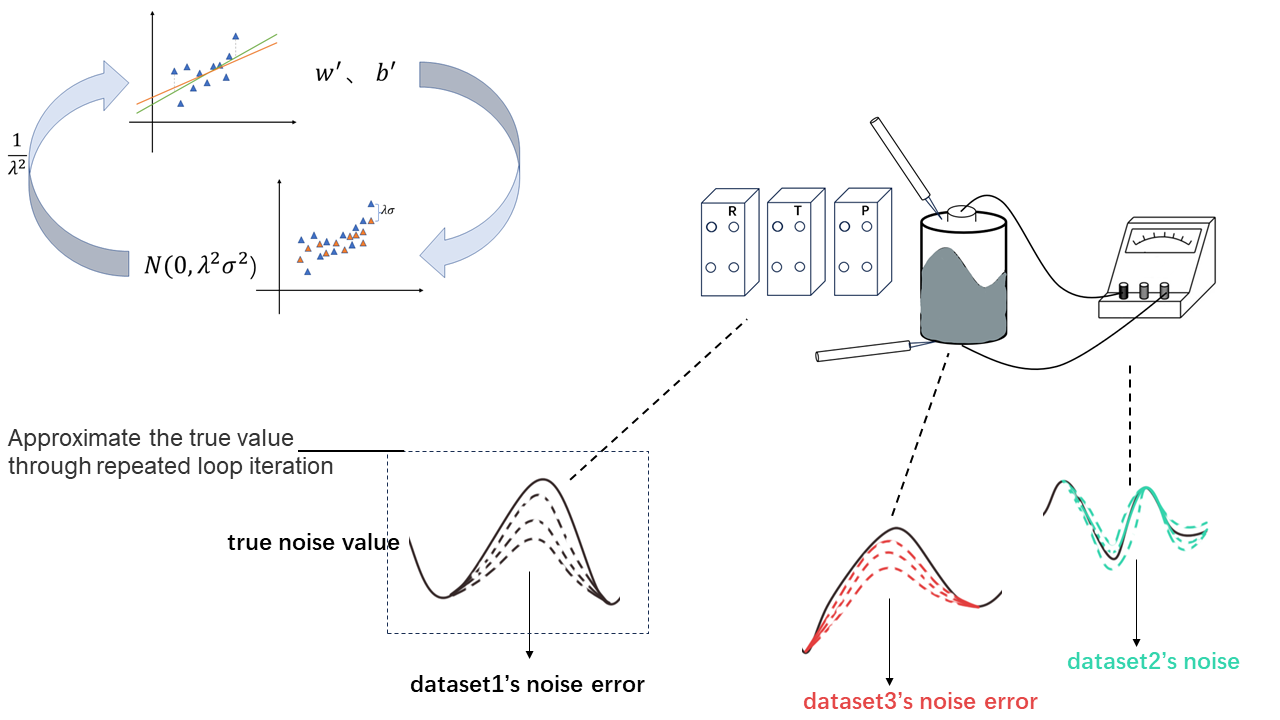 w′、 b′
1
λ²
λσ
N(0, λ²σ²)
R
T
P
Approximate the true value
through repeated loop iteration
true noise value
dataset1's noise error
dataset3's noise error
dataset2's noise